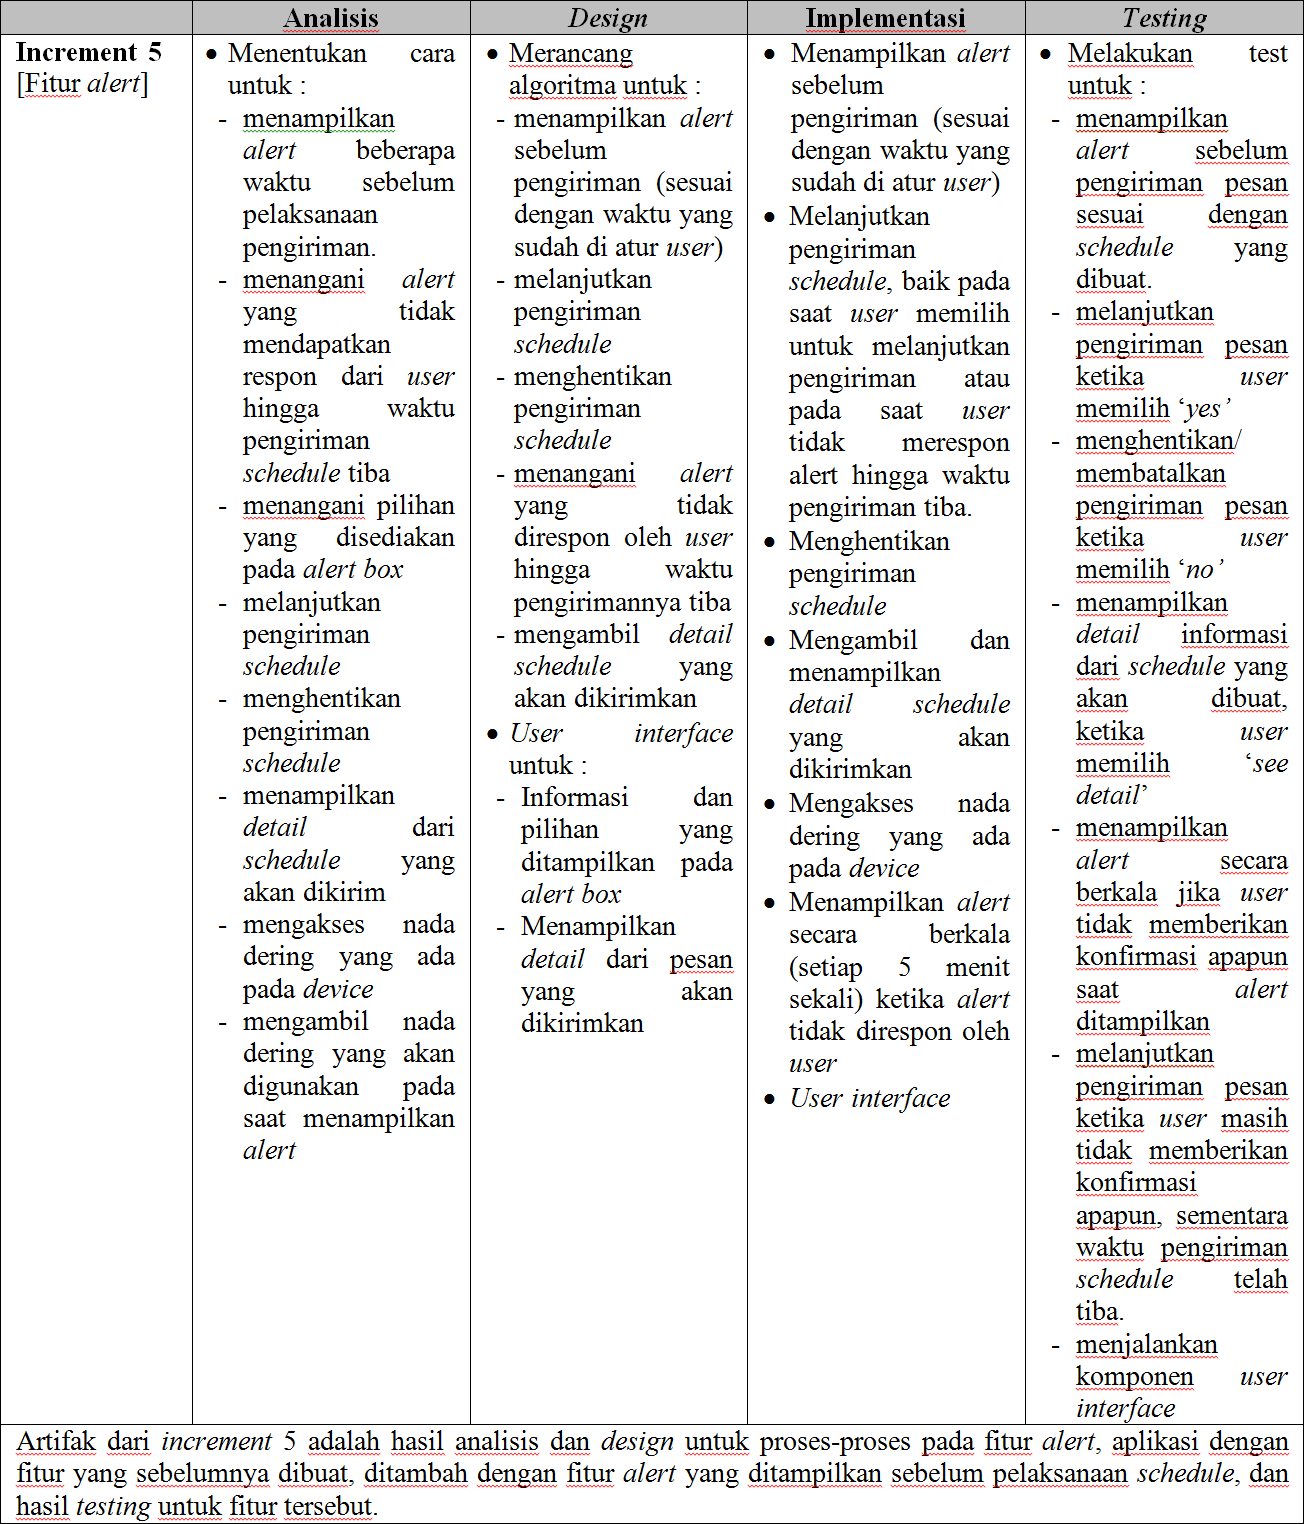 Analisis
Design
Implementasi
Testing
Increment 5
[Fitur alert]
• Menentukan cara
untuk :
- menampilkan
alert beberapa
waktu sebelum
pelaksanaan
pengiriman.
- menangani alert
yang tidak
mendapatkan
respon dari user
hingga waktu
pengiriman
schedule tiba
- menangani pilihan
yang disediakan
pada alert box
- melanjutkan
pengiriman
schedule
- menghentikan
pengiriman
schedule
- menampilkan
detail dari
schedule yang
akan dikirim
- mengakses nada
dering yang ada
pada device
- mengambil nada
dering yang akan
digunakan pada
saat menampilkan
alert
• Merancang
algoritma untuk :
- menampilkan alert
sebelum
pengiriman (sesuai
dengan waktu yang
sudah di atur user)
- melanjutkan
pengiriman
schedule
- menghentikan
pengiriman
schedule
- menangani alert
yang tidak
direspon oleh user
hingga waktu
pengirimannya tiba
- mengambil detail
schedule yang
akan dikirimkan
• User interface
untuk :
- Informasi dan
pilihan yang
ditampilkan pada
alert box
- Menampilkan
detail dari pesan
yang akan
dikirimkan
• Menampilkan alert
sebelum
pengiriman (sesuai
dengan waktu yang
sudah di atur user)
• Melanjutkan
pengiriman
schedule, baik pada
saat user memilih
untuk melanjutkan
pengiriman atau
pada saat user
tidak merespon
alert hingga waktu
pengiriman tiba.
• Menghentikan
pengiriman
schedule
• Mengambil dan
menampilkan
detail schedule
yang akan
dikirimkan
• Mengakses nada
dering yang ada
pada device
• Menampilkan alert
secara berkala
(setiap 5 menit
sekali) ketika alert
tidak direspon oleh
user
• User interface
• Melakukan test
untuk :
- menampilkan
alert sebelum
pengiriman pesan
sesuai dengan
schedule yang
dibuat.
- melanjutkan
pengiriman pesan
ketika user
memilih ‘yes’
- menghentikan/
membatalkan
pengiriman pesan
ketika user
memilih ‘no’
- menampilkan
detail informasi
dari schedule yang
akan dibuat,
ketika user
memilih ‘see
detail’
- menampilkan
alert secara
berkala jika user
tidak memberikan
konfirmasi apapun
saat alert
ditampilkan
- melanjutkan
pengiriman pesan
ketika user masih
tidak memberikan
konfirmasi
apapun, sementara
waktu pengiriman
schedule telah
tiba.
- menjalankan
komponen user
interface
Artifak dari increment 5 adalah hasil analisis dan design untuk proses-proses pada fitur alert, aplikasi dengan
fitur yang sebelumnya dibuat, ditambah dengan fitur alert yang ditampilkan sebelum pelaksanaan schedule, dan
hasil testing untuk fitur tersebut.